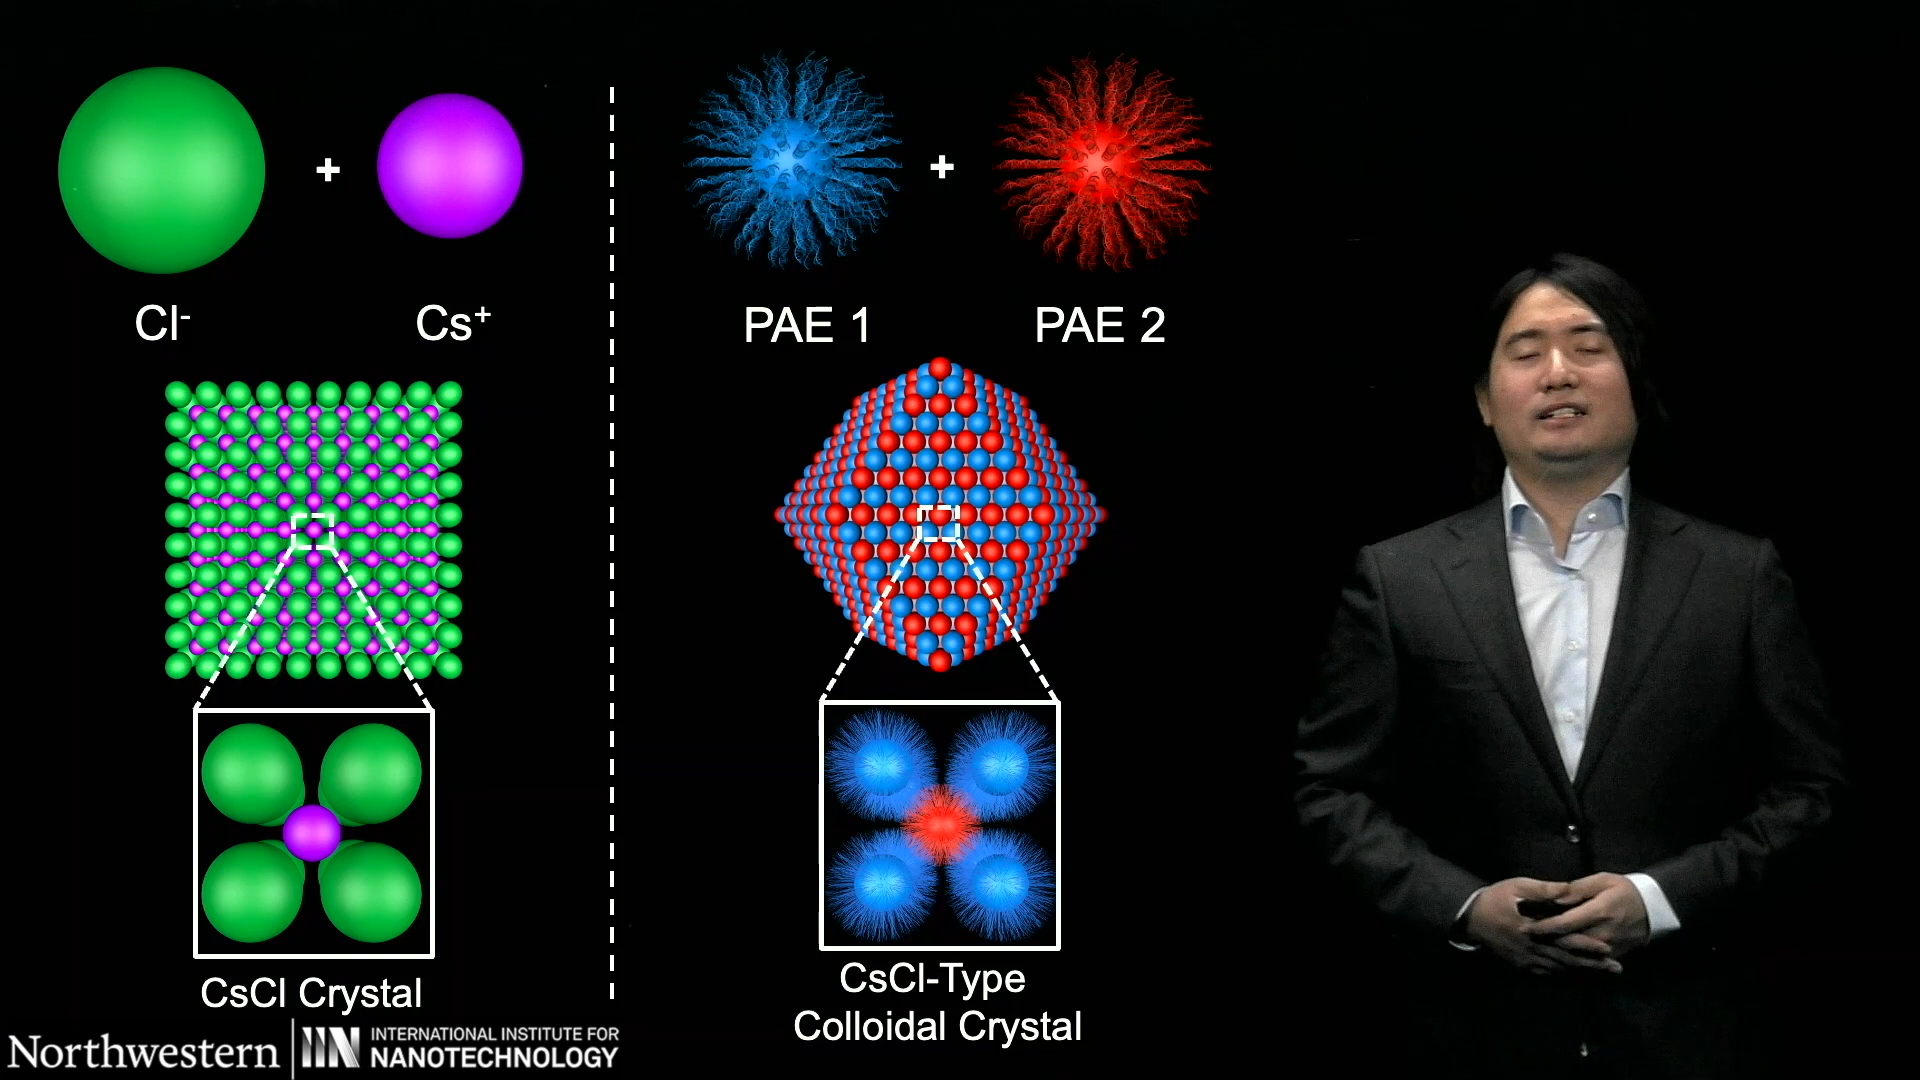 Cl- + Cs+
PAE 1 + PAE 2
CsCl Crystal
CsCl-Type
Colloidal Crystal
Northwestern
INTERNATIONAL INSTITUTE FOR
NANOTECHNOLOGY